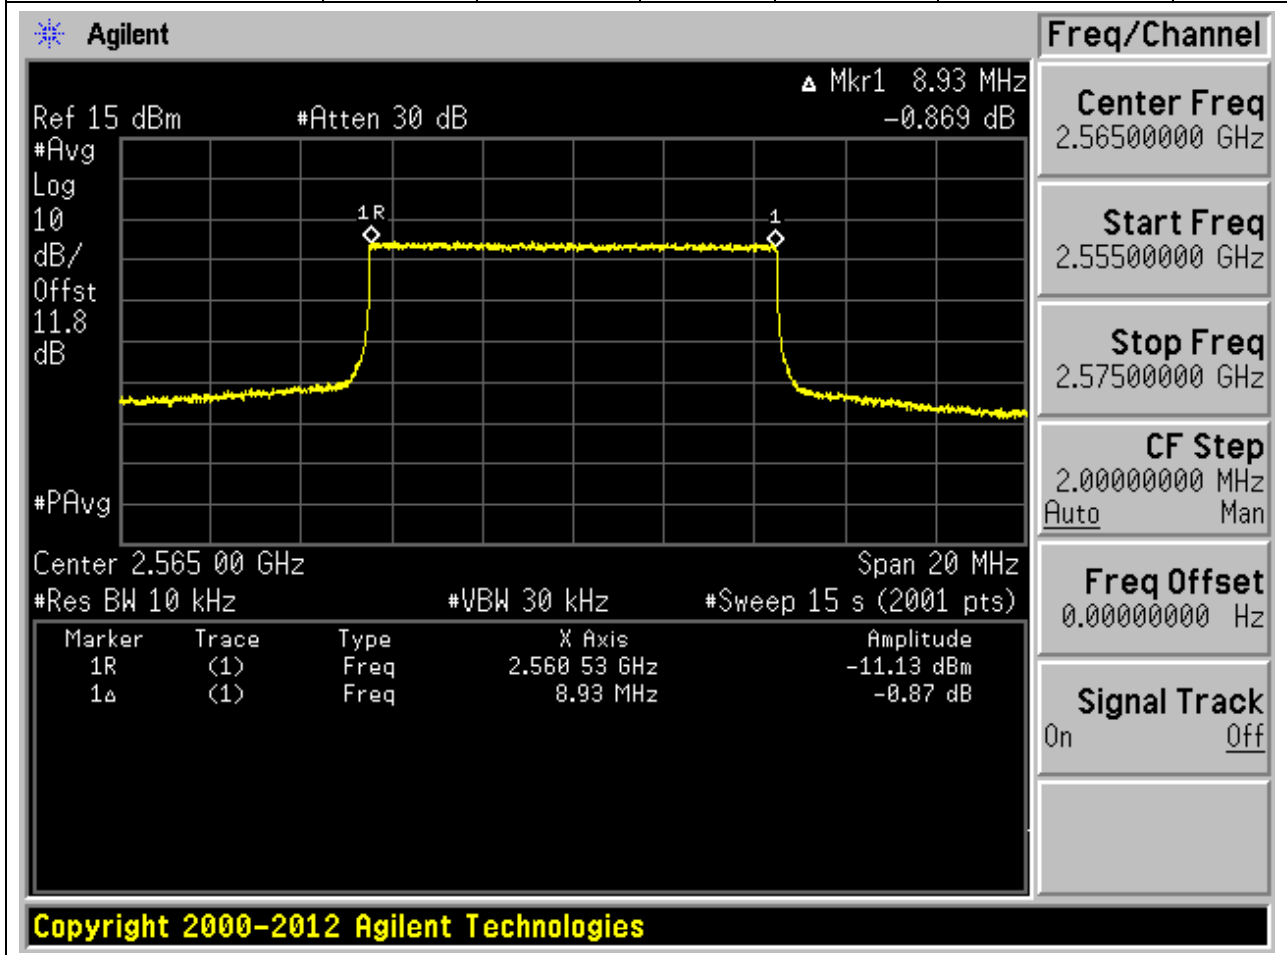 Agilent
Freq/Channel
▵ Mkr1 8.93 MHz
Ref 15 dBm #Atten 30 dB -0.869 dB
#Avg
Log
10
dB/
Offst
11.8
dB
1R
1
#PAvg
Center 2.565 00 GHz Span 20 MHz
#Res BW 10 kHz #VBW 30 kHz #Sweep 15 s (2001 pts)
Marker Trace Type X Axis Amplitude
1R (1) Freq 2.560 53 GHz -11.13 dBm
1▵ (1) Freq 8.93 MHz -0.87 dB
Center Freq
2.56500000 GHz
Start Freq
2.55500000 GHz
Stop Freq
2.57500000 GHz
CF Step
2.00000000 MHz
Auto Man
Freq Offset
0.00000000 Hz
Signal Track
On Off
Copyright 2000-2012 Agilent Technologies